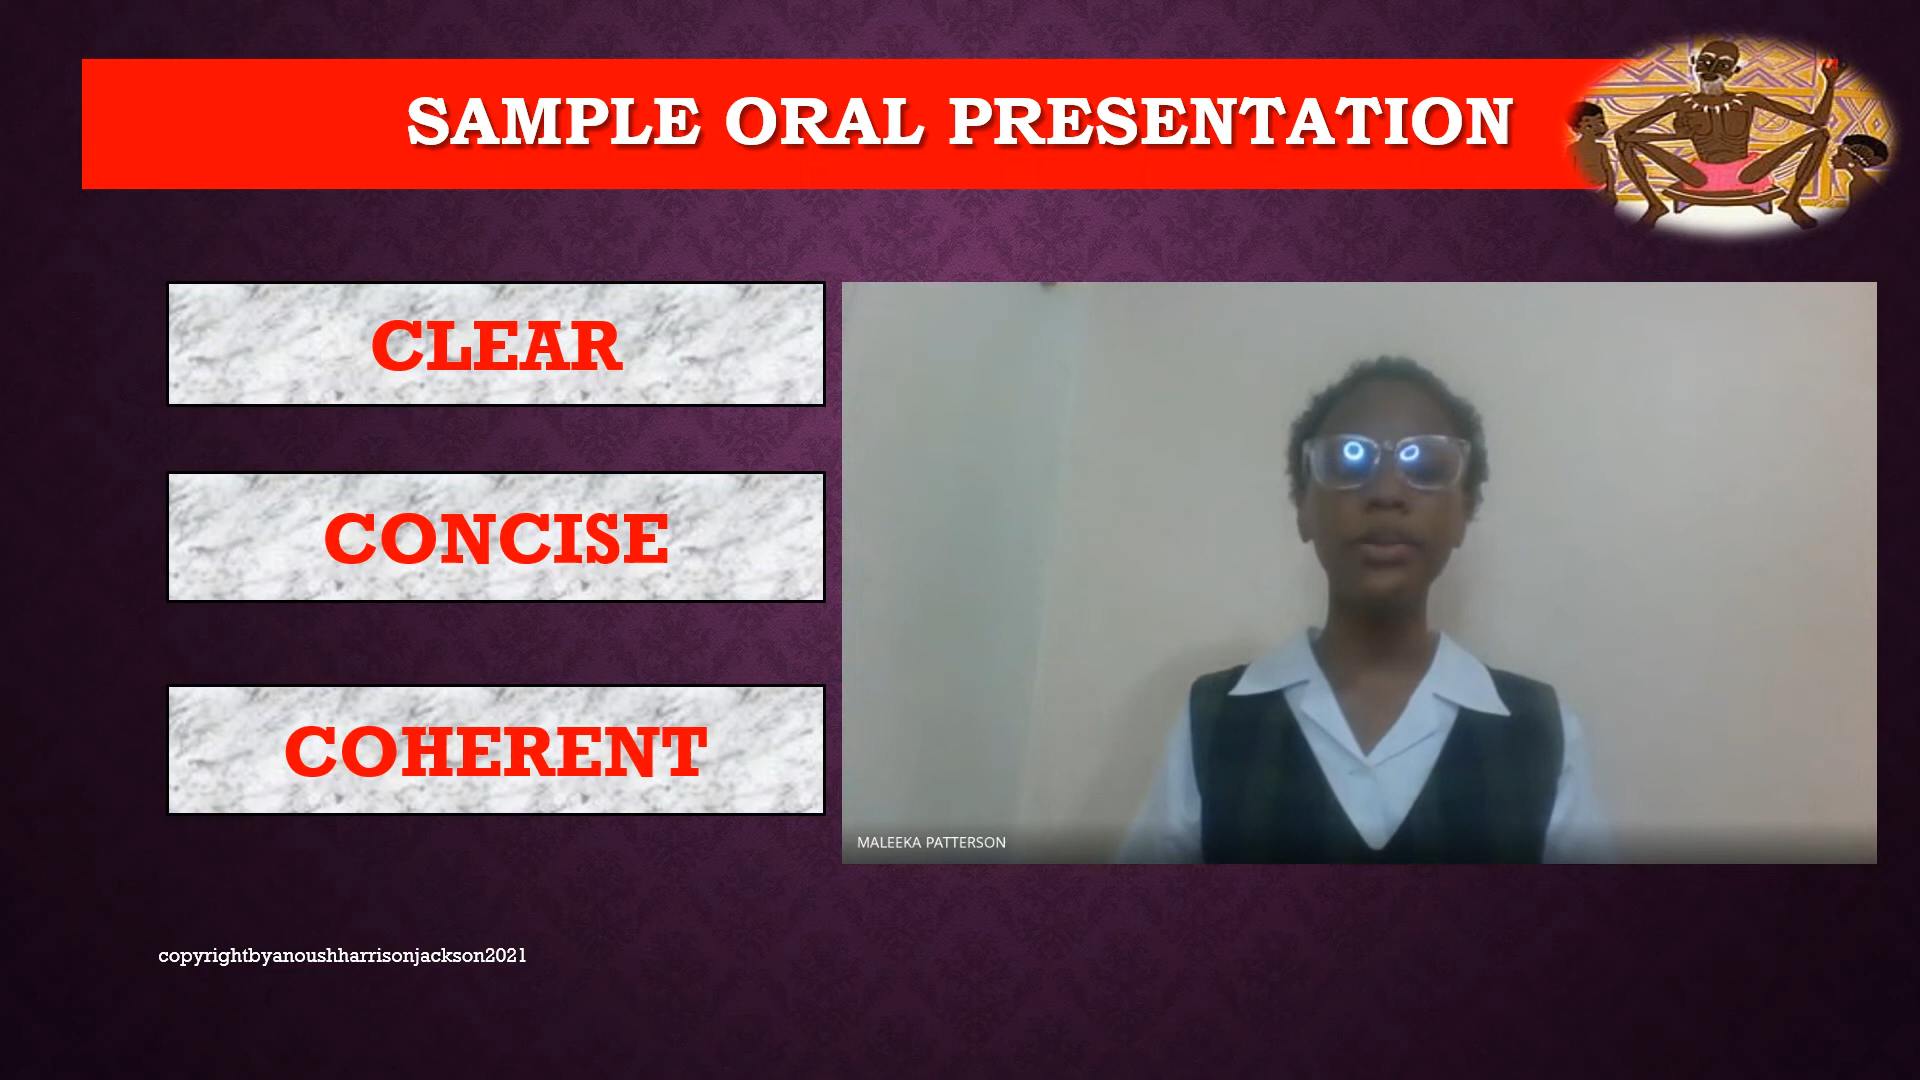 SAMPLE ORAL PRESENTATION
CLEAR
CONCISE
COHERENT
MALEEKA PATTERSON
copyrightbyanoushharrisonjackson2021